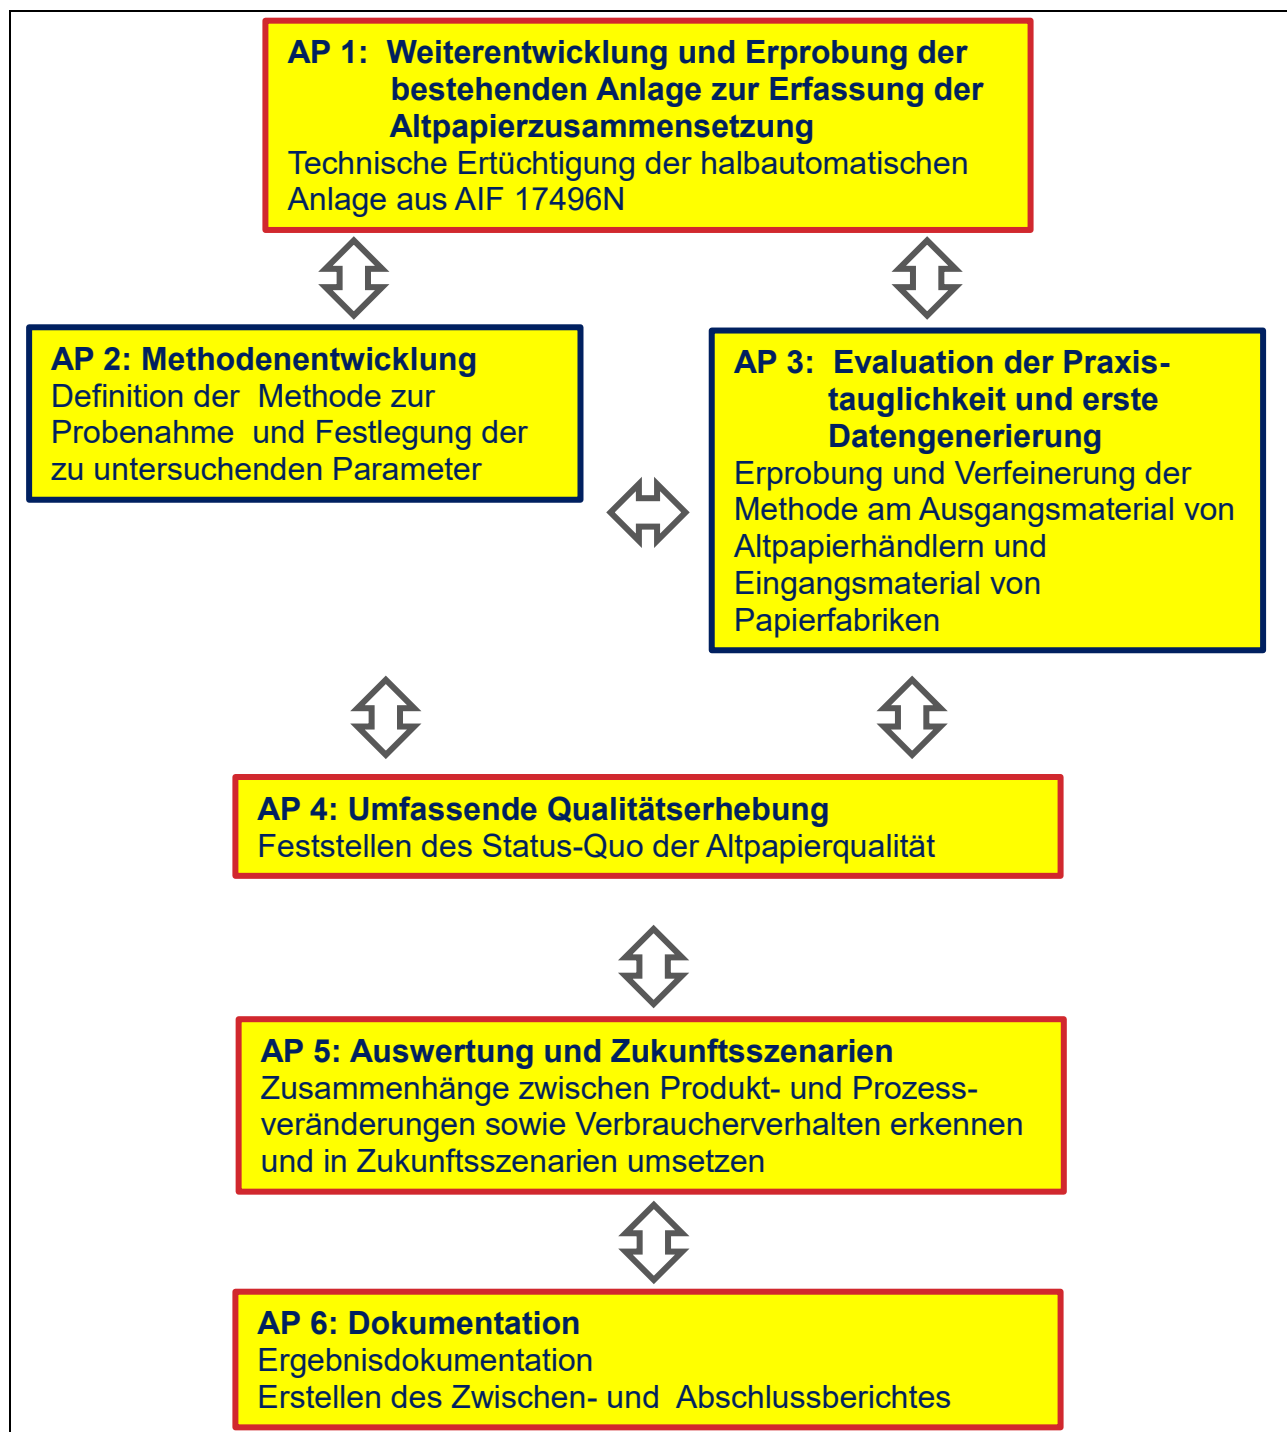 AP 1: Weiterentwicklung und Erprobung der
bestehenden Anlage zur Erfassung der
Altpapierzusammensetzung
Technische Ertüchtigung der halbautomatischen
Anlage aus AIF 17496N
AP 2: Methodenentwicklung
Definition der Methode zur
Probenahme und Festlegung der
zu untersuchenden Parameter
AP 3: Evaluation der Praxis-
tauglichkeit und erste
Datengenerierung
Erprobung und Verfeinerung der
Methode am Ausgangsmaterial von
Altpapierhändlern und
Eingangsmaterial von
Papierfabriken
AP 4: Umfassende Qualitätserhebung
Feststellen des Status-Quo der Altpapierqualität
AP 5: Auswertung und Zukunftsszenarien
Zusammenhänge zwischen Produkt- und Prozess-
veränderungen sowie Verbraucherverhalten erkennen
und in Zukunftsszenarien umsetzen
AP 6: Dokumentation
Ergebnisdokumentation
Erstellen des Zwischen- und Abschlussberichtes